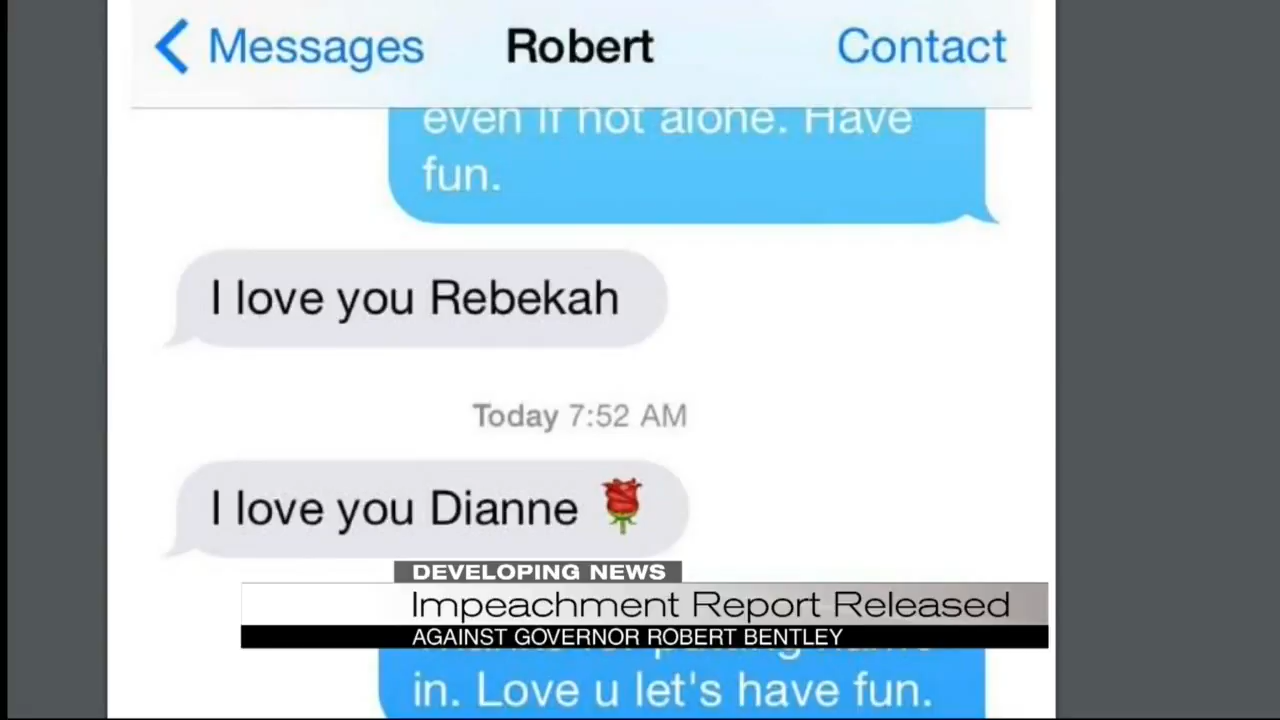 Messages Robert Contact
even if not alone. Have
fun.
I love you Rebekah
Today 7:52 AM
I love you Dianne 🌹
DEVELOPING NEWS
Impeachment Report Released
AGAINST GOVERNOR ROBERT BENTLEY
in. Love u let's have fun.